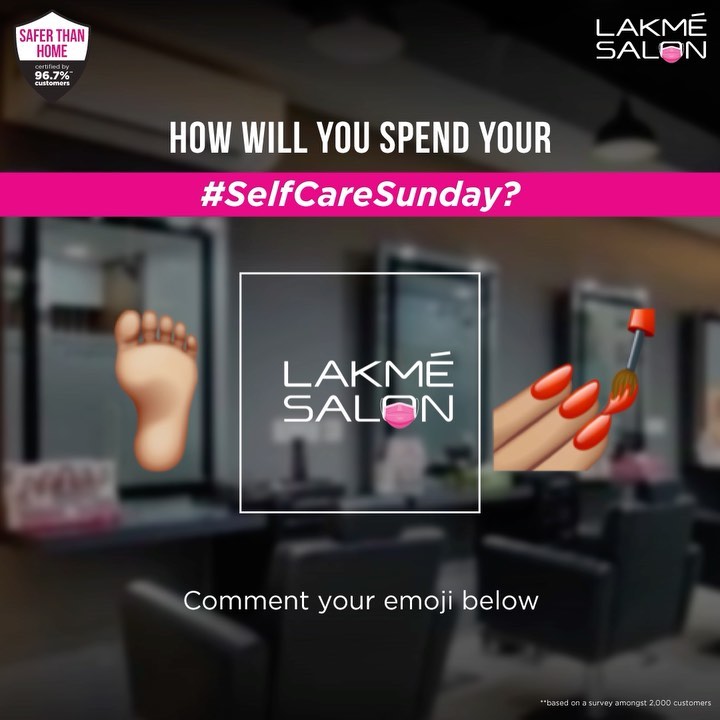 SAFER THAN
HOME
certified by
96.7%**
customers
LAKMÉ
SALON
HOW WILL YOU SPEND YOUR
#SelfCareSunday?
LAKMÉ
SALON
Comment your emoji below
**based on a survey amongst 2,000 customers